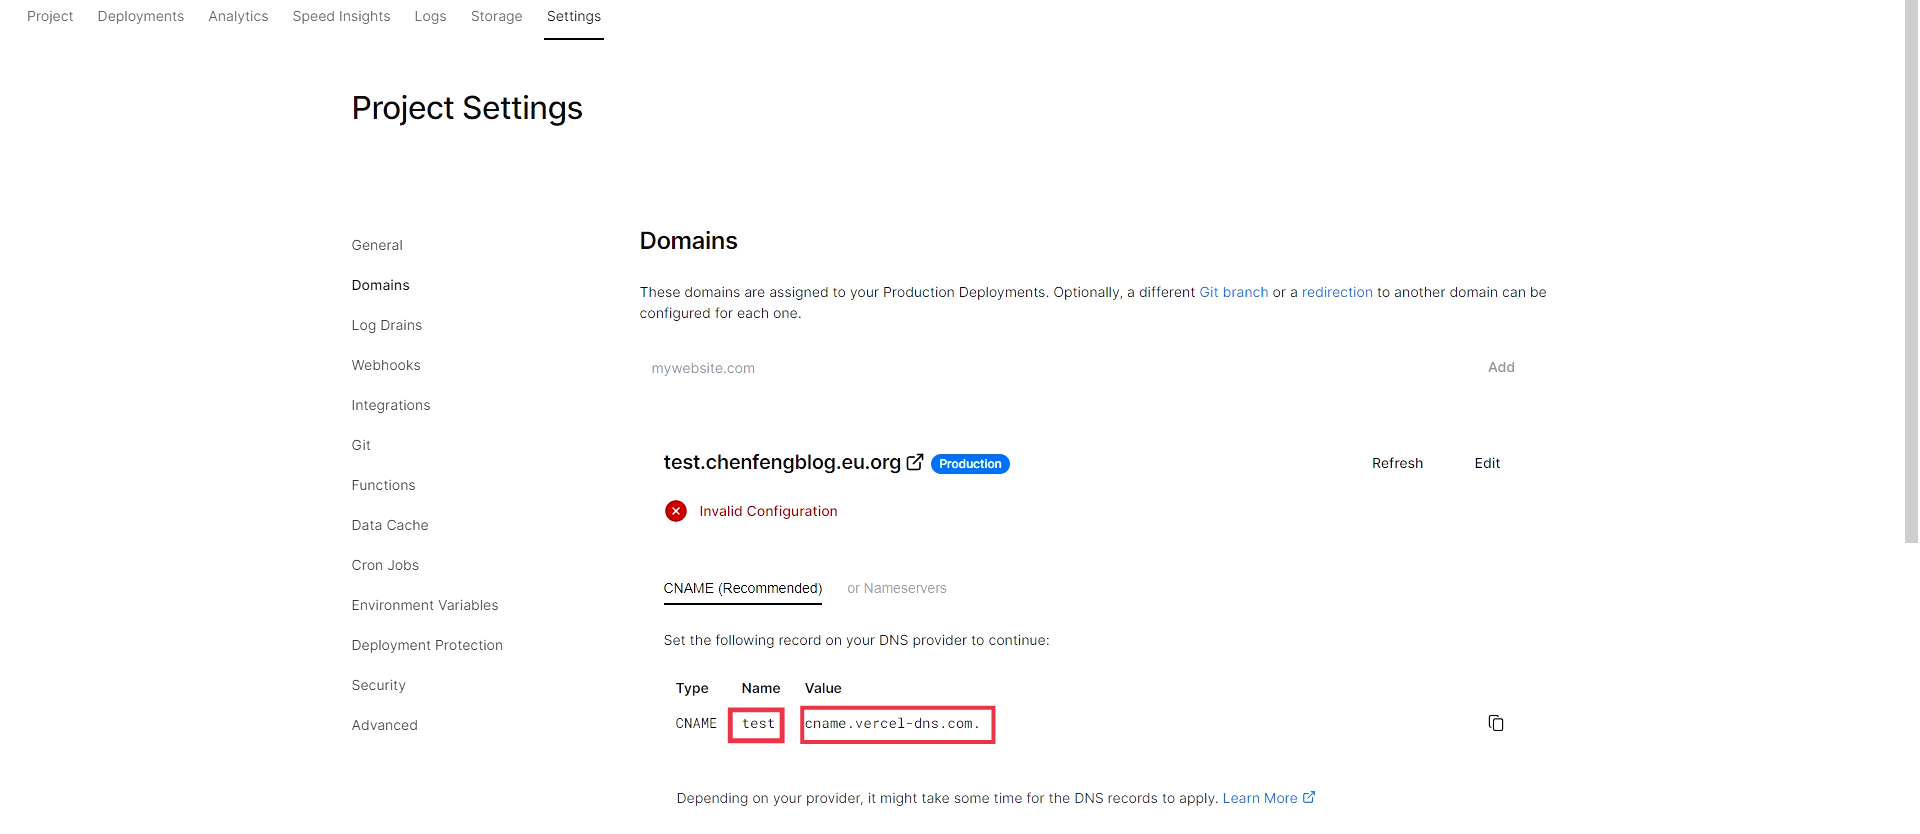 Project Deployments Analytics Speed Insights Logs Storage Settings
Project Settings
General
Domains
Log Drains
Webhooks
Integrations
Git
Functions
Data Cache
Cron Jobs
Environment Variables
Deployment Protection
Security
Advanced
Domains
These domains are assigned to your Production Deployments. Optionally, a different Git branch or a redirection to another domain can be
configured for each one.
mywebsite.com Add
test.chenfengblog.eu.org Production Refresh Edit
Invalid Configuration
CNAME (Recommended) or Nameservers
Set the following record on your DNS provider to continue:
Type Name Value
CNAME test cname.vercel-dns.com.
Depending on your provider, it might take some time for the DNS records to apply. Learn More